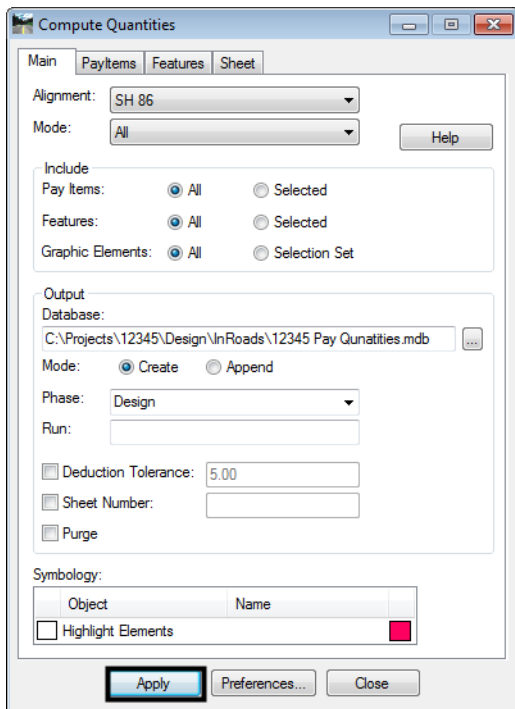 Compute Quantities
Main PayItems Features Sheet
Alignment: SH 86
Mode: All
Help
Include
Pay Items: All Selected
Features: All Selected
Graphic Elements: All Selection Set
Output
Database:
C:\Projects\12345\Design\InRoads\12345 Pay Qunatities.mdb ...
Mode: Create Append
Phase: Design
Run:
Deduction Tolerance: 5.00
Sheet Number:
Purge
Symbology:
Object Name
Highlight Elements
Apply Preferences... Close